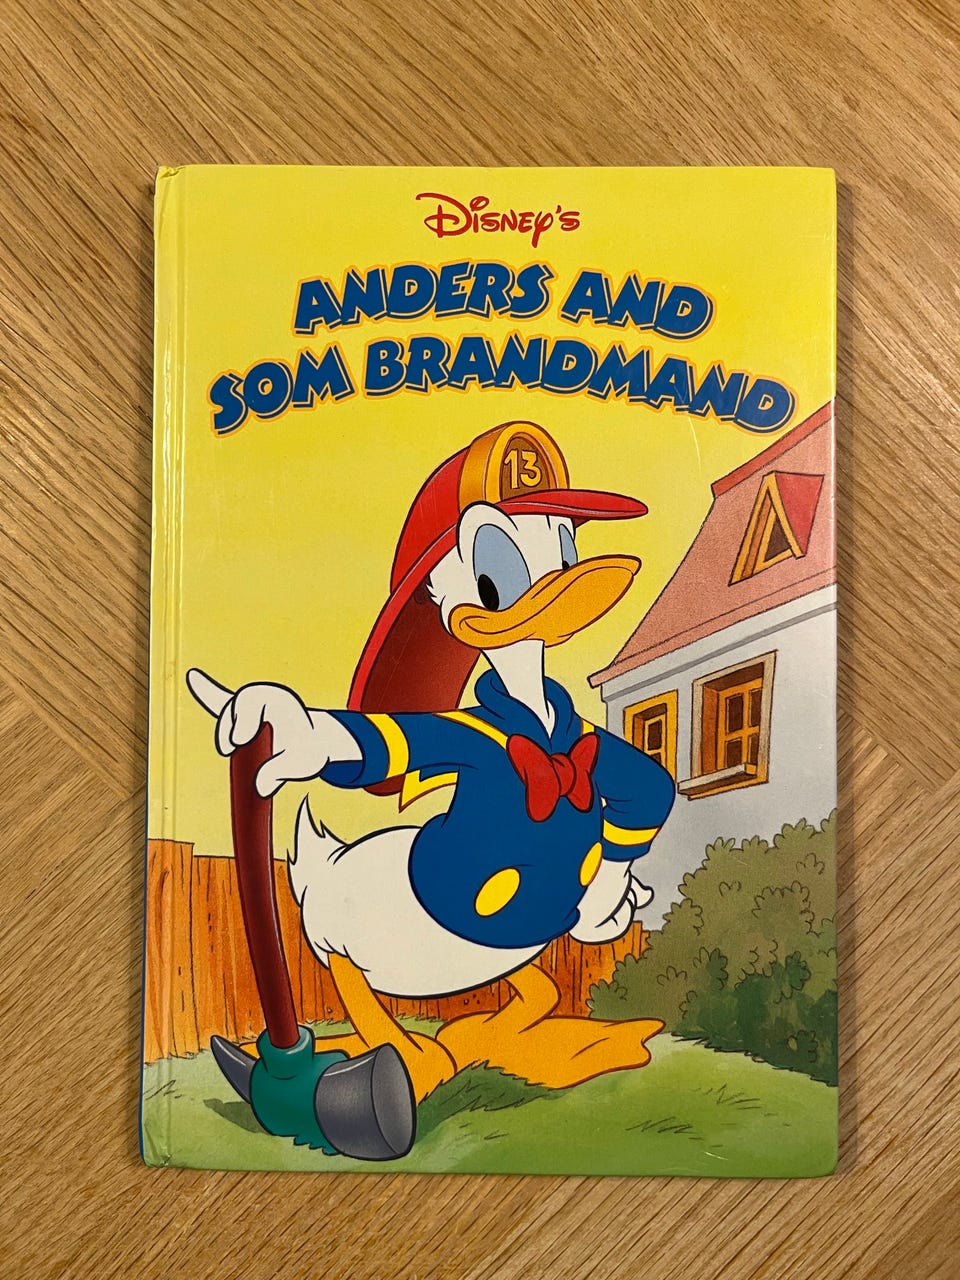 Disney's
ANDERS AND
SOM BRANDMAND
13